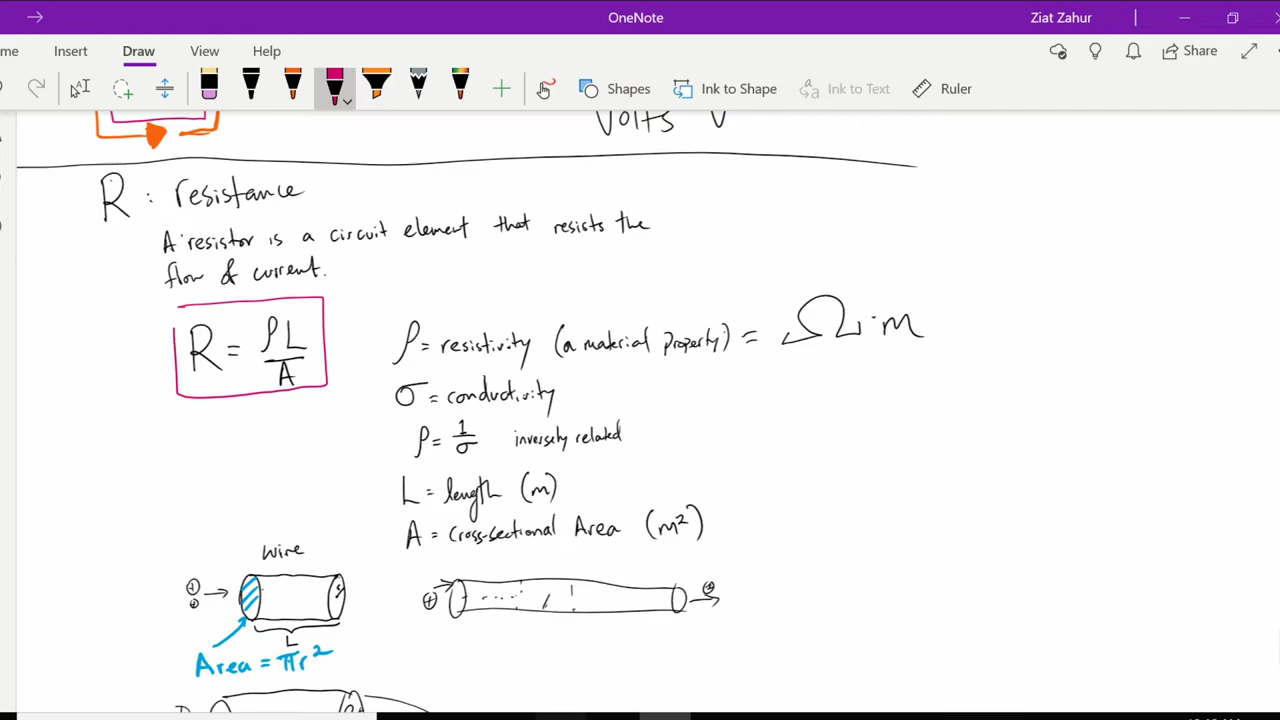 OneNote
Ziat Zahur
me Insert Draw View Help
Share
Shapes
Ink to Shape
Ink to Text
Ruler
Volts V
R : resistance
A resistor is a circuit element that resists the
flow of current.
R = ρL/A
ρ = resistivity (a material property) = Ω·m
σ = conductivity
ρ = 1/σ inversely related
L = length (m)
A = cross-sectional Area (m²)
wire
L
Area = πr²